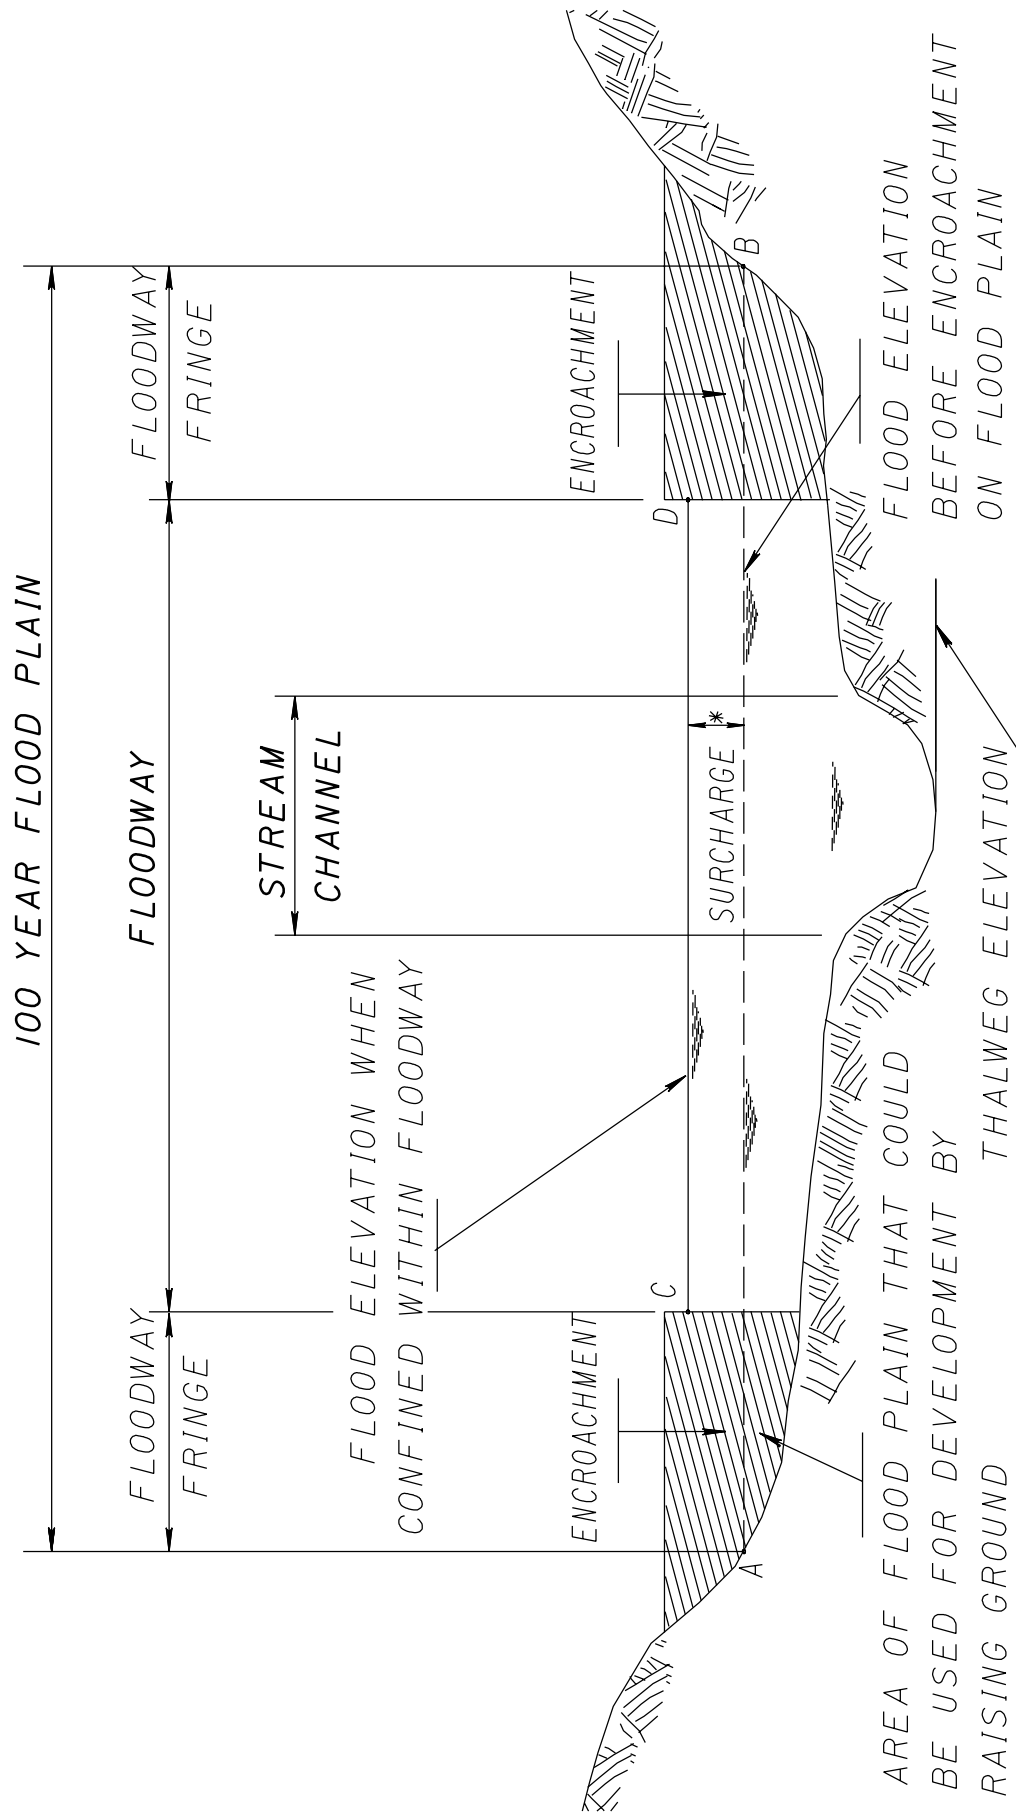 100 YEAR FLOOD PLAIN
FLOODWAY
FRINGE
FLOODWAY
FLOODWAY
FRINGE
STREAM
CHANNEL
FLOOD ELEVATION WHEN
CONFINED WITHIN FLOODWAY
ENCROACHMENT
ENCROACHMENT
C
D
SURCHARGE
*
A
B
AREA OF FLOOD PLAIN THAT COULD
BE USED FOR DEVELOPMENT BY
RAISING GROUND
THALWEG ELEVATION
FLOOD ELEVATION
BEFORE ENCROACHMENT
ON FLOOD PLAIN